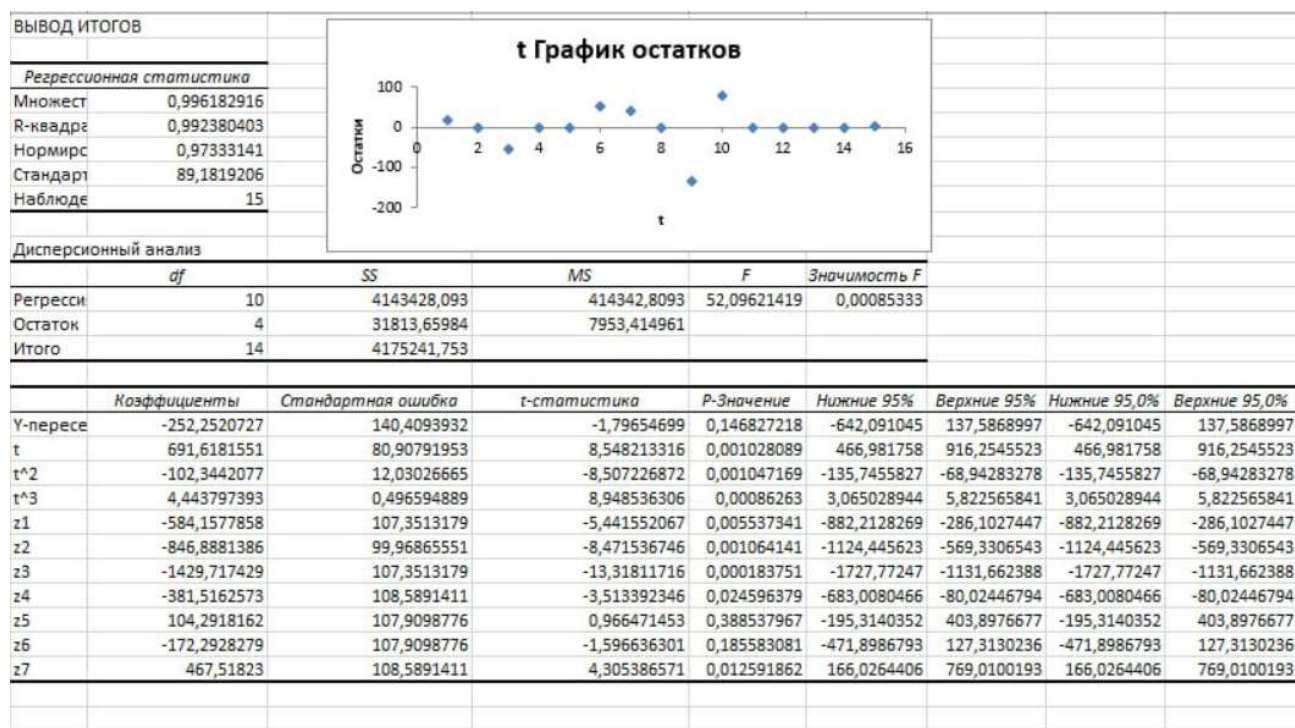 ВЫВОД ИТОГОВ
t График остатков
Регрессионная статистика
Множест 0,996182916
R-квадра 0,992380403
Нормирс 0,97333141
Стандарт 89,1819206
Наблюде 15
100
0
-100
-200
Остатки
0 2 4 6 8 10 12 14 16
t
Дисперсионный анализ
df SS MS F Значимость F
Регресси 10 4143428,093 414342,8093 52,09621419 0,00085333
Остаток 4 31813,65984 7953,414961
Итого 14 4175241,753
Коэффициенты Стандартная ошибка t-статистика P-Значение Нижние 95% Верхние 95% Нижние 95,0% Верхние 95,0%
Y-пересе -252,2520727 140,4093932 -1,79654699 0,146827218 -642,091045 137,5868997 -642,091045 137,5868997
t 691,6181551 80,90791953 8,548213316 0,001028089 466,981758 916,2545523 466,981758 916,2545523
t^2 -102,3442077 12,03026665 -8,507226872 0,001047169 -135,7455827 -68,94283278 -135,7455827 -68,94283278
t^3 4,443797393 0,496594889 8,948536306 0,00086263 3,065028944 5,822565841 3,065028944 5,822565841
z1 -584,1577858 107,3513179 -5,441552067 0,005537341 -882,2128269 -286,1027447 -882,2128269 -286,1027447
z2 -846,8881386 99,96865551 -8,471536746 0,001064141 -1124,445623 -569,3306543 -1124,445623 -569,3306543
z3 -1429,717429 107,3513179 -13,31811716 0,000183751 -1727,77247 -1131,662388 -1727,77247 -1131,662388
z4 -381,5162573 108,5891411 -3,513392346 0,024596379 -683,0080466 -80,02446794 -683,0080466 -80,02446794
z5 104,2918162 107,9098776 0,966471453 0,388537967 -195,3140352 403,8976677 -195,3140352 403,8976677
z6 -172,2928279 107,9098776 -1,596636301 0,185583081 -471,8986793 127,3130236 -471,8986793 127,3130236
z7 467,51823 108,5891411 4,305386571 0,012591862 166,0264406 769,0100193 166,0264406 769,0100193